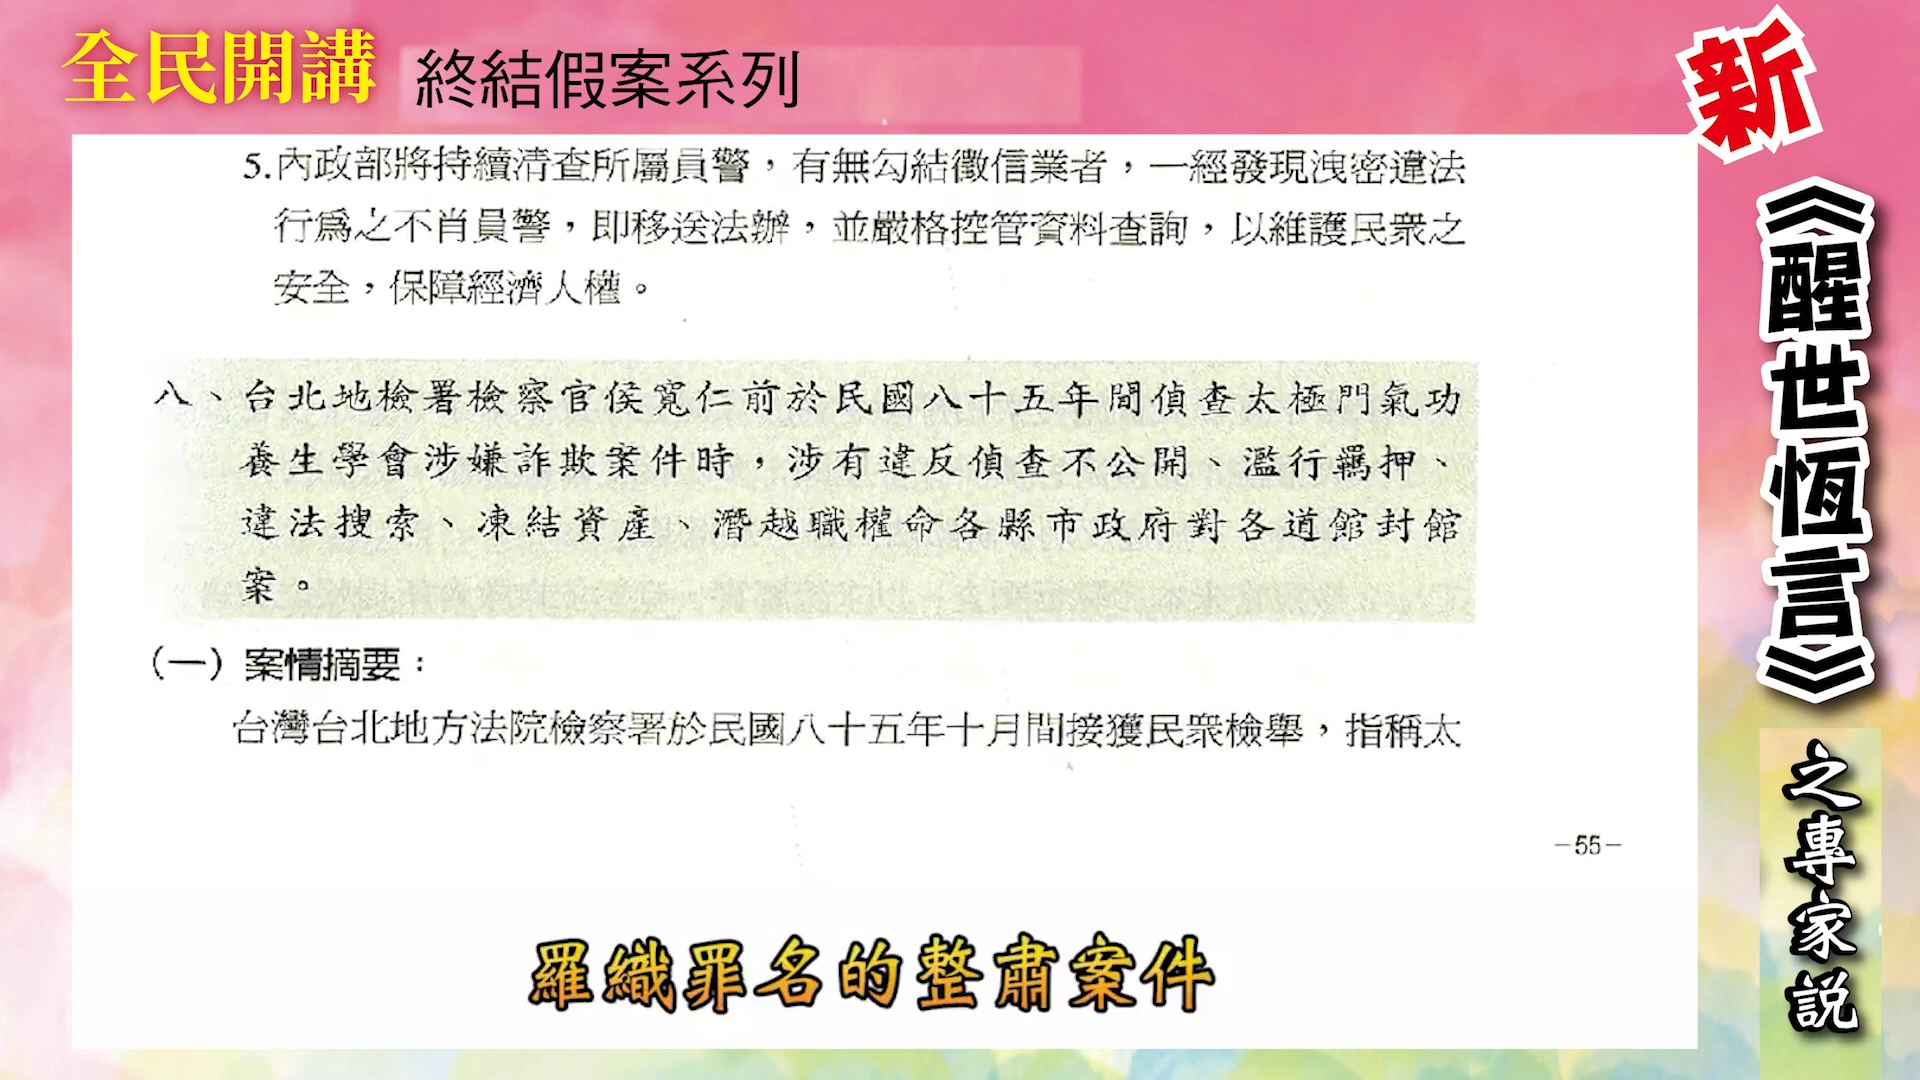 全民開講
終結假案系列
新
《醒世恆言》
之專家説
5.內政部將持續清查所屬員警，有無勾結徵信業者，一經發現洩密違法
行為之不肖員警，即移送法辦，並嚴格控管資料查詢，以維護民眾之
安全，保障經濟人權。
八、台北地檢署檢察官侯寬仁前於民國八十五年間偵查太極門氣功
養生學會涉嫌詐欺案件時，涉有違反偵查不公開、濫行羈押、
違法搜索、凍結資產、潛越職權命各縣市政府對各道館封館
案。
（一）案情摘要：
台灣台北地方法院檢察署於民國八十五年十月間接獲民眾檢舉，指稱太
－55－
羅織罪名的整肅案件